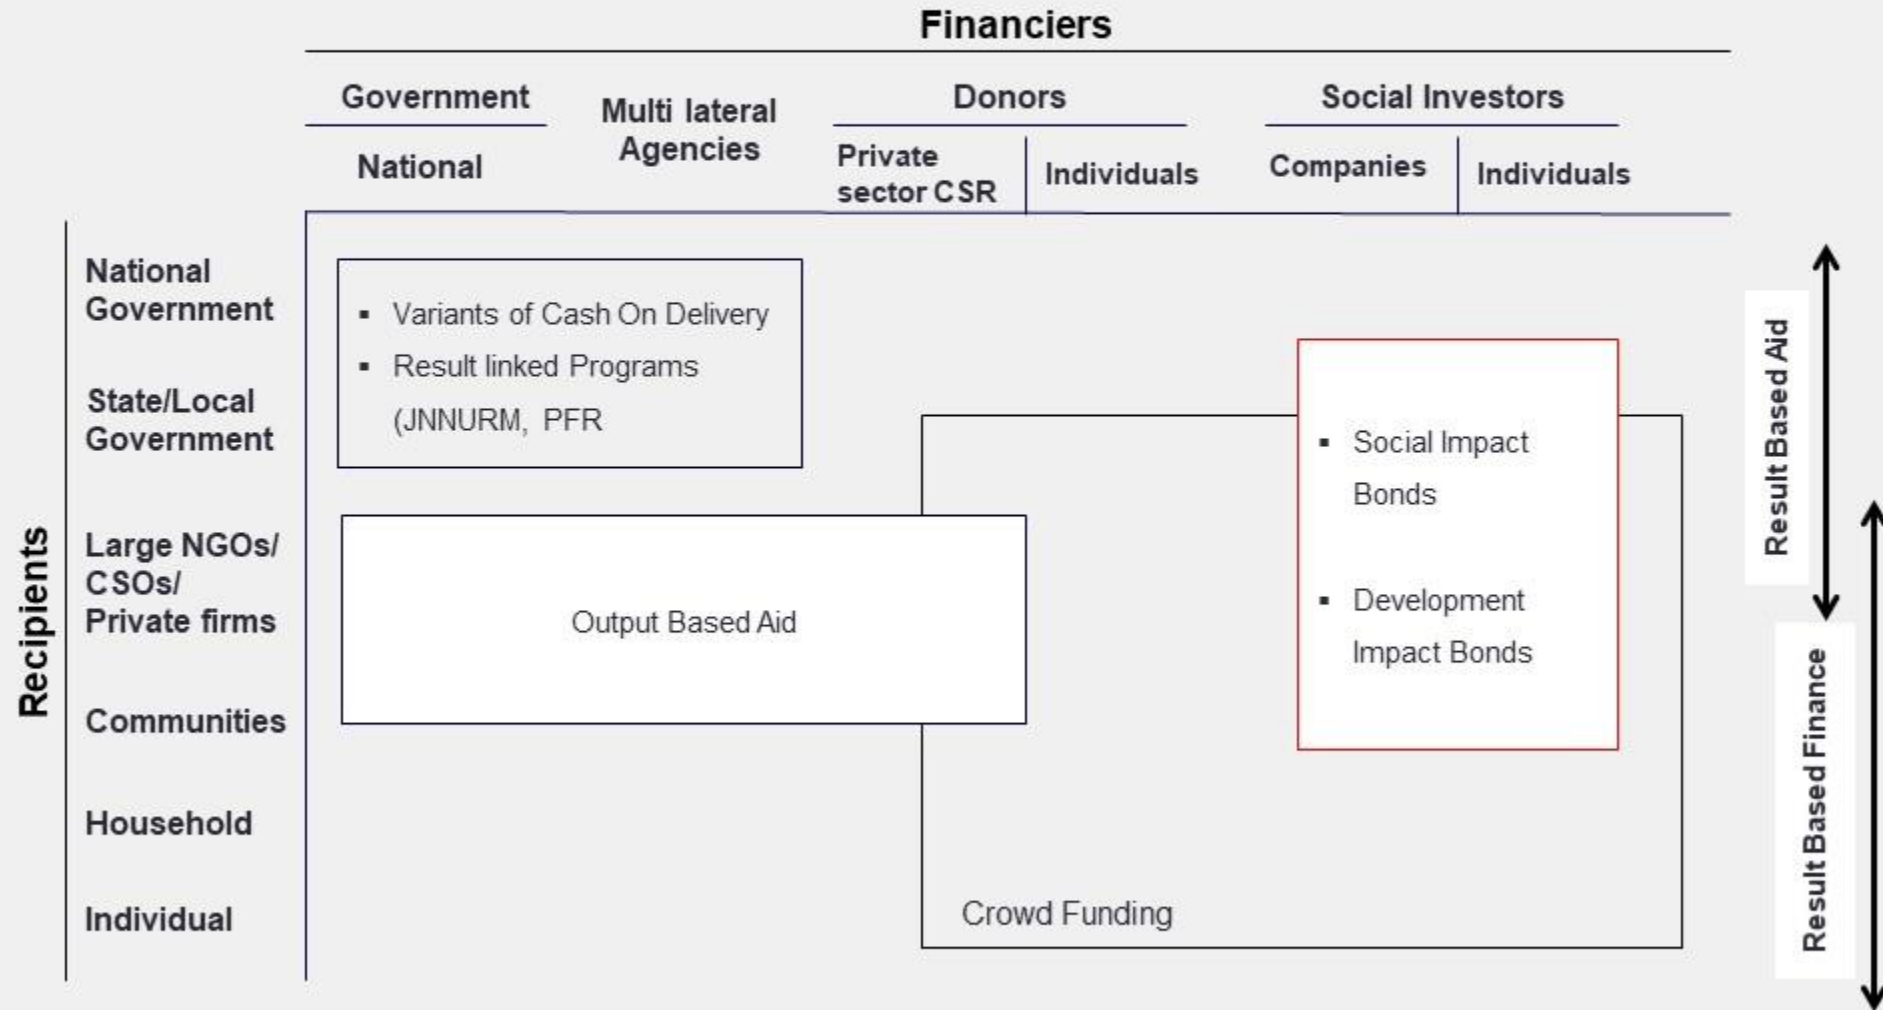 Financiers
Government
Multi lateral
Agencies
Donors
Social Investors
National
Private
sector CSR
Individuals
Companies
Individuals
Recipients
National
Government
State/Local
Government
Large NGOs/
CSOs/
Private firms
Communities
Household
Individual
▪ Variants of Cash On Delivery
▪ Result linked Programs
(JNNURM, PFR
Output Based Aid
▪ Social Impact
Bonds
▪ Development
Impact Bonds
Crowd Funding
Result Based Aid
Result Based Finance